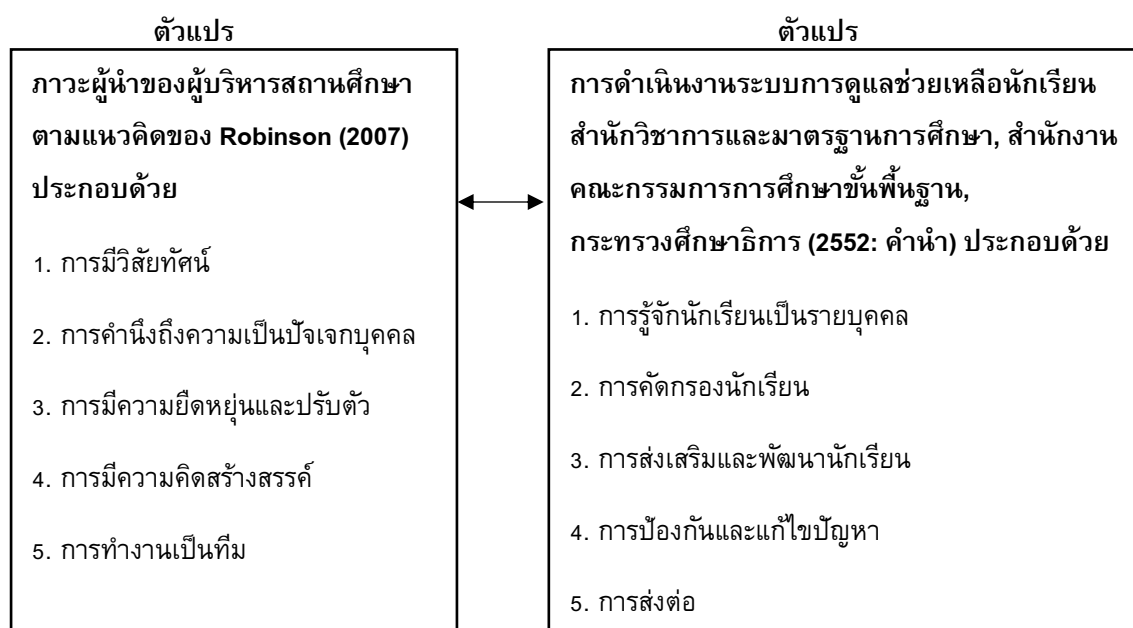 ตัวแปร
ภาวะผู้นำของผู้บริหารสถานศึกษา
ตามแนวคิดของ Robinson (2007)
ประกอบด้วย
1. การมีวิสัยทัศน์
2. การคำนึงถึงความเป็นปัจเจกบุคคล
3. การมีความยืดหยุ่นและปรับตัว
4. การมีความคิดสร้างสรรค์
5. การทำงานเป็นทีม
ตัวแปร
การดำเนินงานระบบการดูแลช่วยเหลือนักเรียน
สำนักวิชาการและมาตรฐานการศึกษา, สำนักงาน
คณะกรรมการการศึกษาขั้นพื้นฐาน,
กระทรวงศึกษาธิการ (2552: คำนำ) ประกอบด้วย
1. การรู้จักนักเรียนเป็นรายบุคคล
2. การคัดกรองนักเรียน
3. การส่งเสริมและพัฒนานักเรียน
4. การป้องกันและแก้ไขปัญหา
5. การส่งต่อ